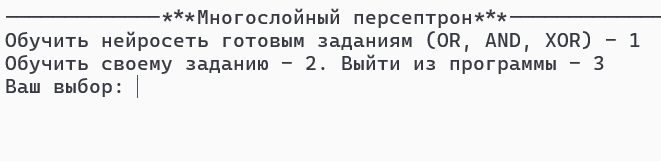 ——————————————***Многослойный персептрон***——————————————
Обучить нейросеть готовым заданиям (OR, AND, XOR) – 1
Обучить своему заданию – 2. Выйти из программы – 3
Ваш выбор: